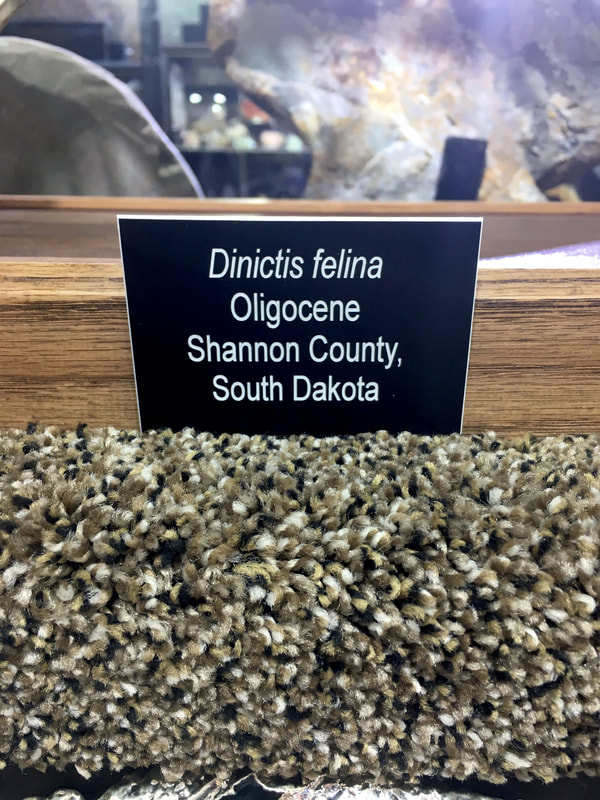 Dinictis felina
Oligocene
Shannon County,
South Dakota